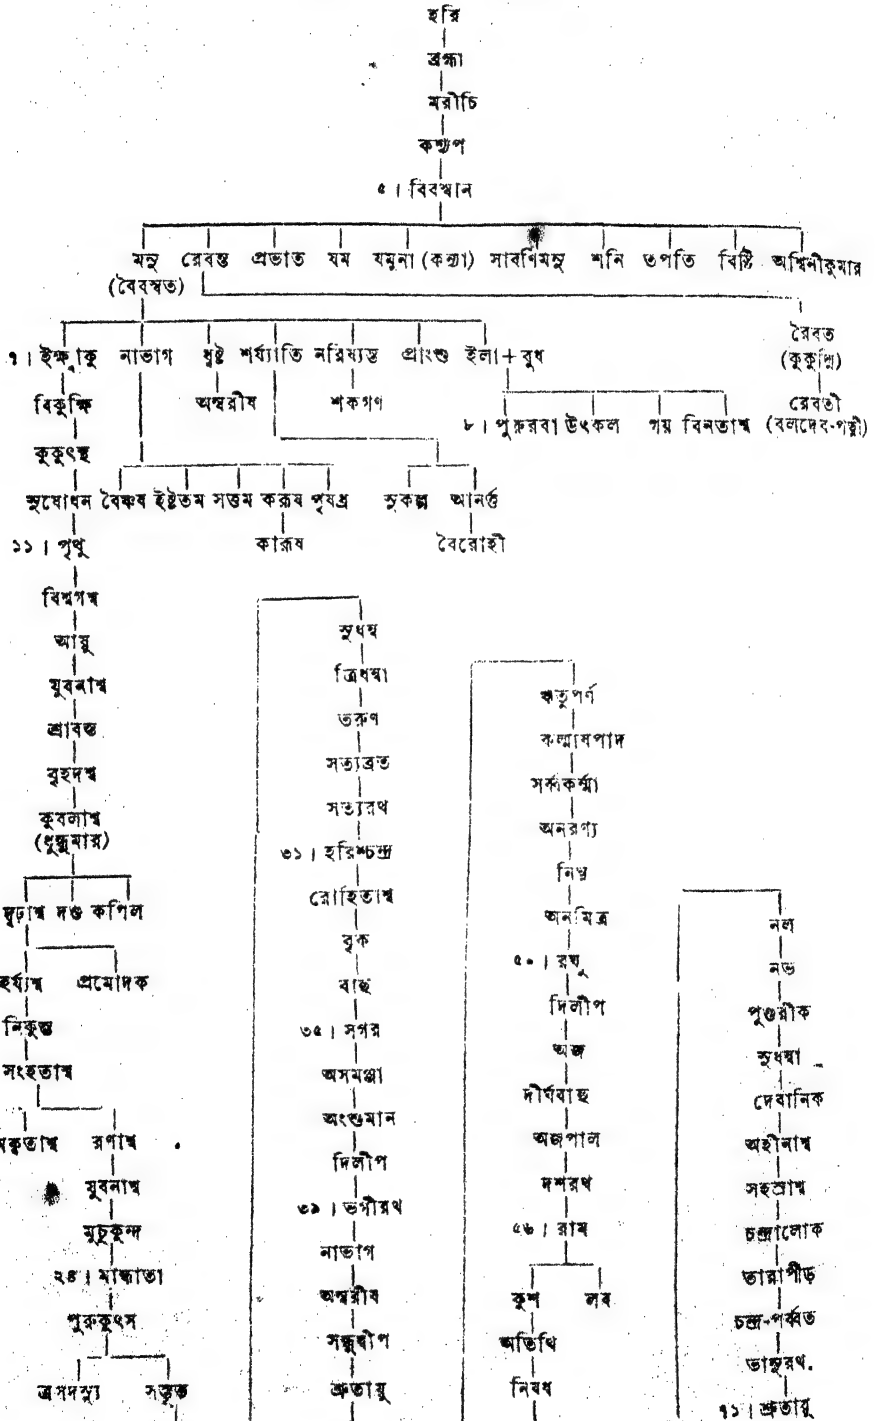 হরি
ব্রহ্মা
মরীচি
কশ্যপ
৫। বিবস্বান
মনু রেবন্ত প্রভাত যম যমুনা (কন্যা) সাবর্ণিমনু শনি তপতি বিষ্টি অশ্বিনীকুমার
(বৈবস্বত)
রৈবত
৭। ইক্ষ্বাকু নাভাগ ধৃষ্ট শর্য্যাতি নরিষ্যন্ত প্রাংশু ইলা+বুধ
বিকুক্ষি অম্বরীষ শকগণ রেবতী
৮। পুরুরবা উৎকল গয় বিনতাশ্ব (বলদেব-পত্নী)
কুকুৎস্থ
সুযোধন বৈষ্ণব ইষ্টতম সত্তম করূষ পৃষধ্র সুকল্প আনর্ত্ত
১১। পৃথু কারূষ বৈরোহী
বিশ্বগশ্ব
আয়ু
যুবনাশ্ব
শ্রাবন্ত
বৃহদশ্ব
কুবলাশ্ব
(ধুন্ধুমার)
দৃঢ়াশ্ব দণ্ড কপিল
হর্য্যশ্ব প্রমোদক
নিকুম্ভ
সংহতাশ্ব
কৃতাশ্ব রণাশ্ব
যুবনাশ্ব
মুচুকুন্দ
২৪। মান্ধাতা
পুরুকুৎস
ত্রসদস্যু সম্ভূত
সুধন্ব
ত্রিধন্বা
তরুণ
সত্যব্রত
সত্যরথ
৩১। হরিশ্চন্দ্র
রোহিতাশ্ব
বৃক
বাহু
৩৫। সগর
অসমঞ্জা
অংশুমান
দিলীপ
৩৯। ভগীরথ
নাভাগ
অম্বরীষ
সন্ধুদ্বীপ
শ্রুতায়ু
ঋতুপর্ণ
কল্মাষপাদ
সর্ব্বকর্ম্মা
অনরণ্য
নিঘ্ন
অনমিত্র
৫০। রঘু
দিলীপ
অজ
দীর্ঘবাহু
অজপাল
দশরথ
৫৬। রাম
কুশ লব
অতিথি
নিষধ
নল
নভ
পুণ্ডরীক
সুধন্বা
দেবানিক
অহীনাশ্ব
সহস্রাশ্ব
চন্দ্রালোক
তারাপীড়
চন্দ্র-পর্ব্বত
ভানুরথ.
৭১। শ্রুতায়ু